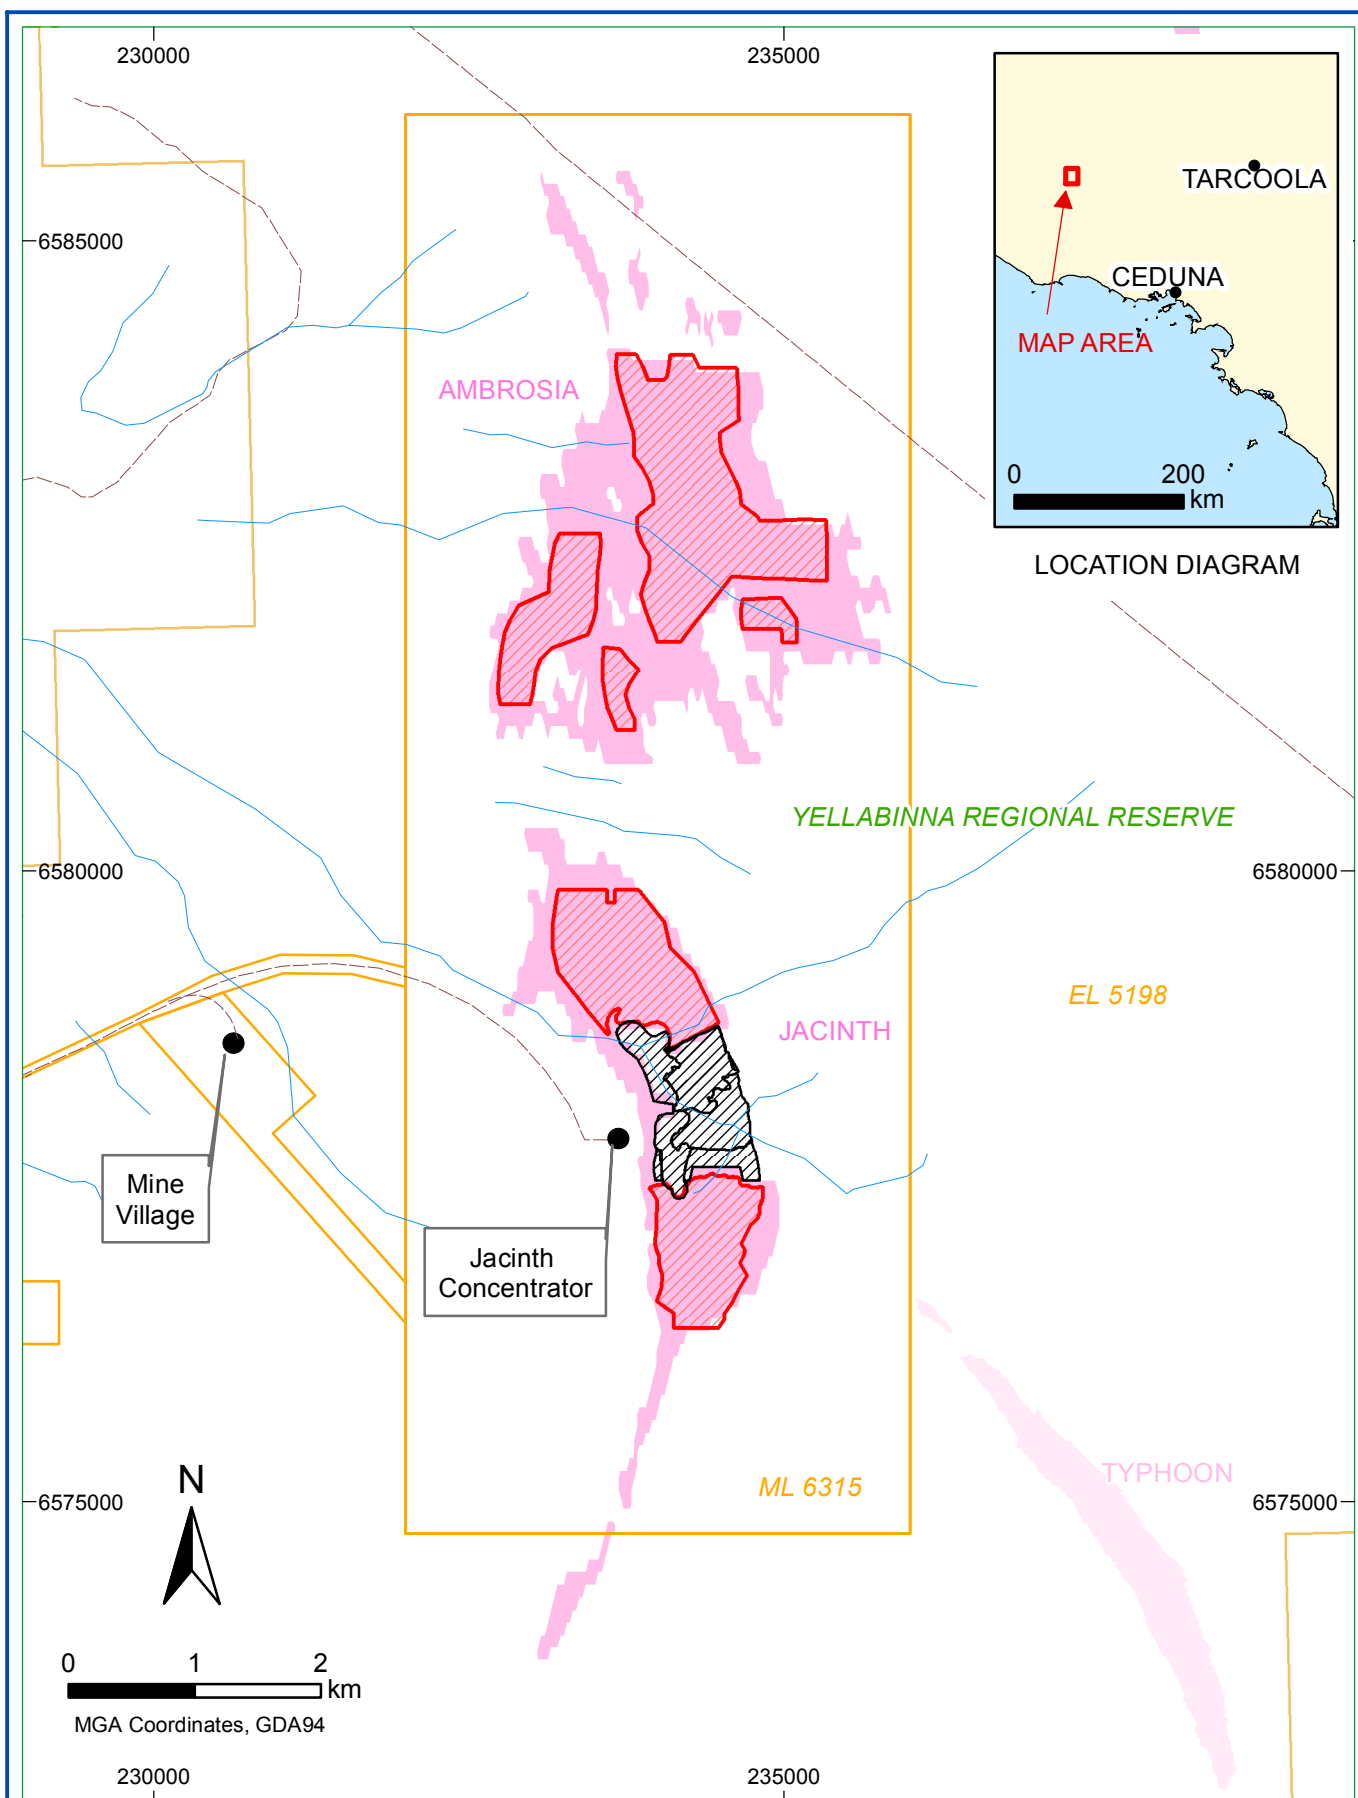 230000
235000
6585000
TARCOOLA
CEDUNA
MAP AREA
0
200
km
LOCATION DIAGRAM
AMBROSIA
YELLABINNA REGIONAL RESERVE
6580000
6580000
EL 5198
JACINTH
Mine
Village
Jacinth
Concentrator
TYPHOON
ML 6315
N
6575000
6575000
0
1
2
km
MGA Coordinates, GDA94
230000
235000